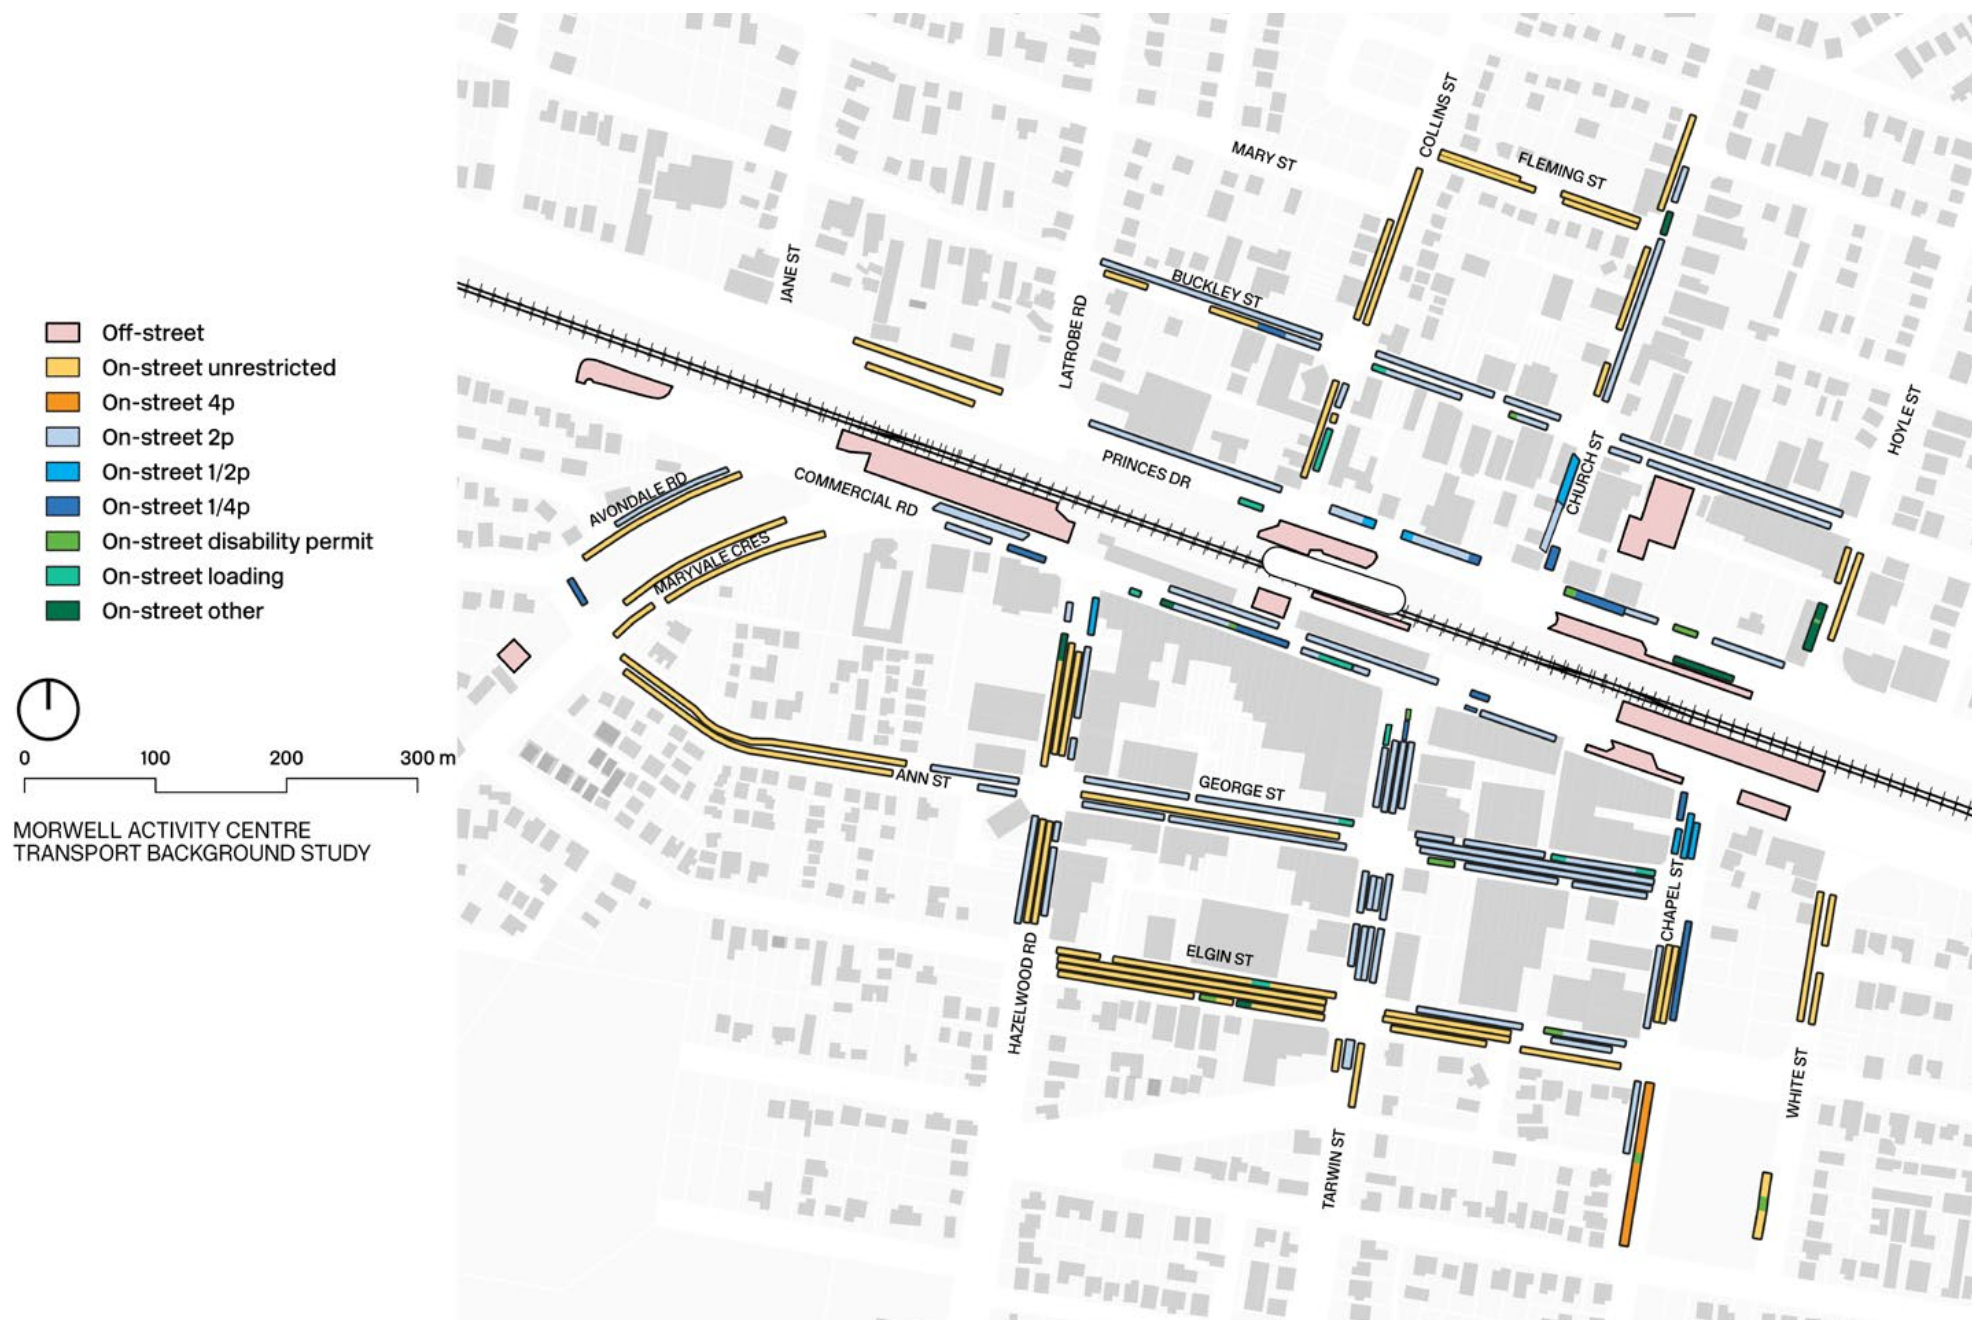 Off-street
On-street unrestricted
On-street 4p
On-street 2p
On-street 1/2p
On-street 1/4p
On-street disability permit
On-street loading
On-street other
0 100 200 300 m
MORWELL ACTIVITY CENTRE
TRANSPORT BACKGROUND STUDY
COLLINS ST
MARY ST
FLEMING ST
JANE ST
BUCKLEY ST
LATROBE RD
HOYLE ST
PRINCES DR
CHURCH ST
AVONDALE RD
COMMERCIAL RD
MARYVALE CRES
ANN ST
GEORGE ST
CHAPEL ST
ELGIN ST
HAZELWOOD RD
WHITE ST
TARWIN ST